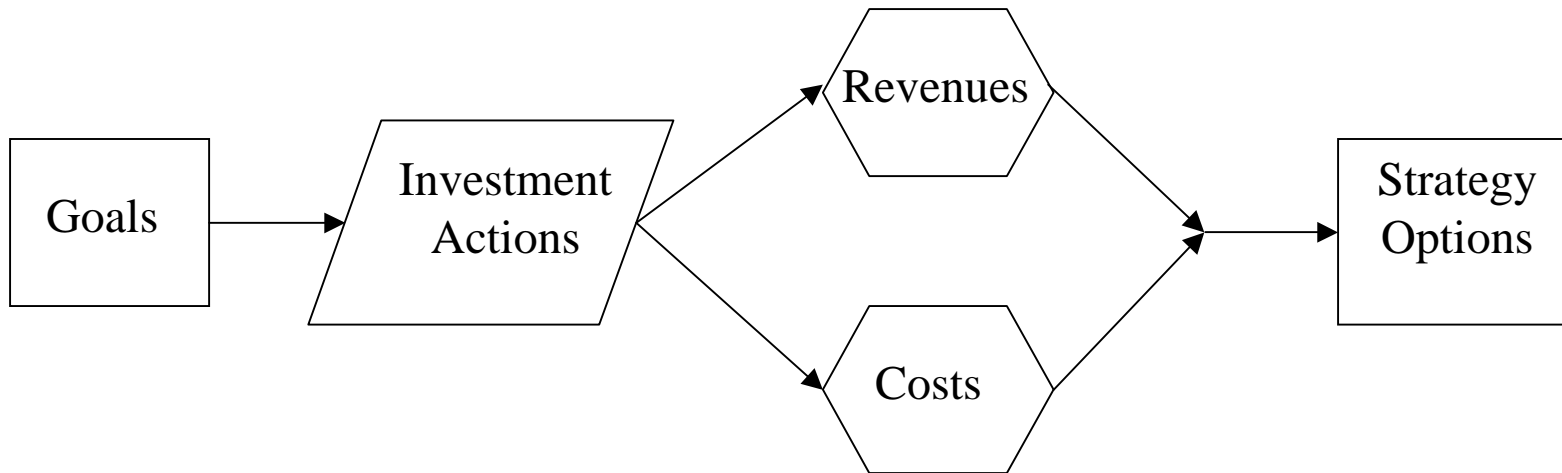 Goals
Investment
Actions
Revenues
Costs
Strategy
Options